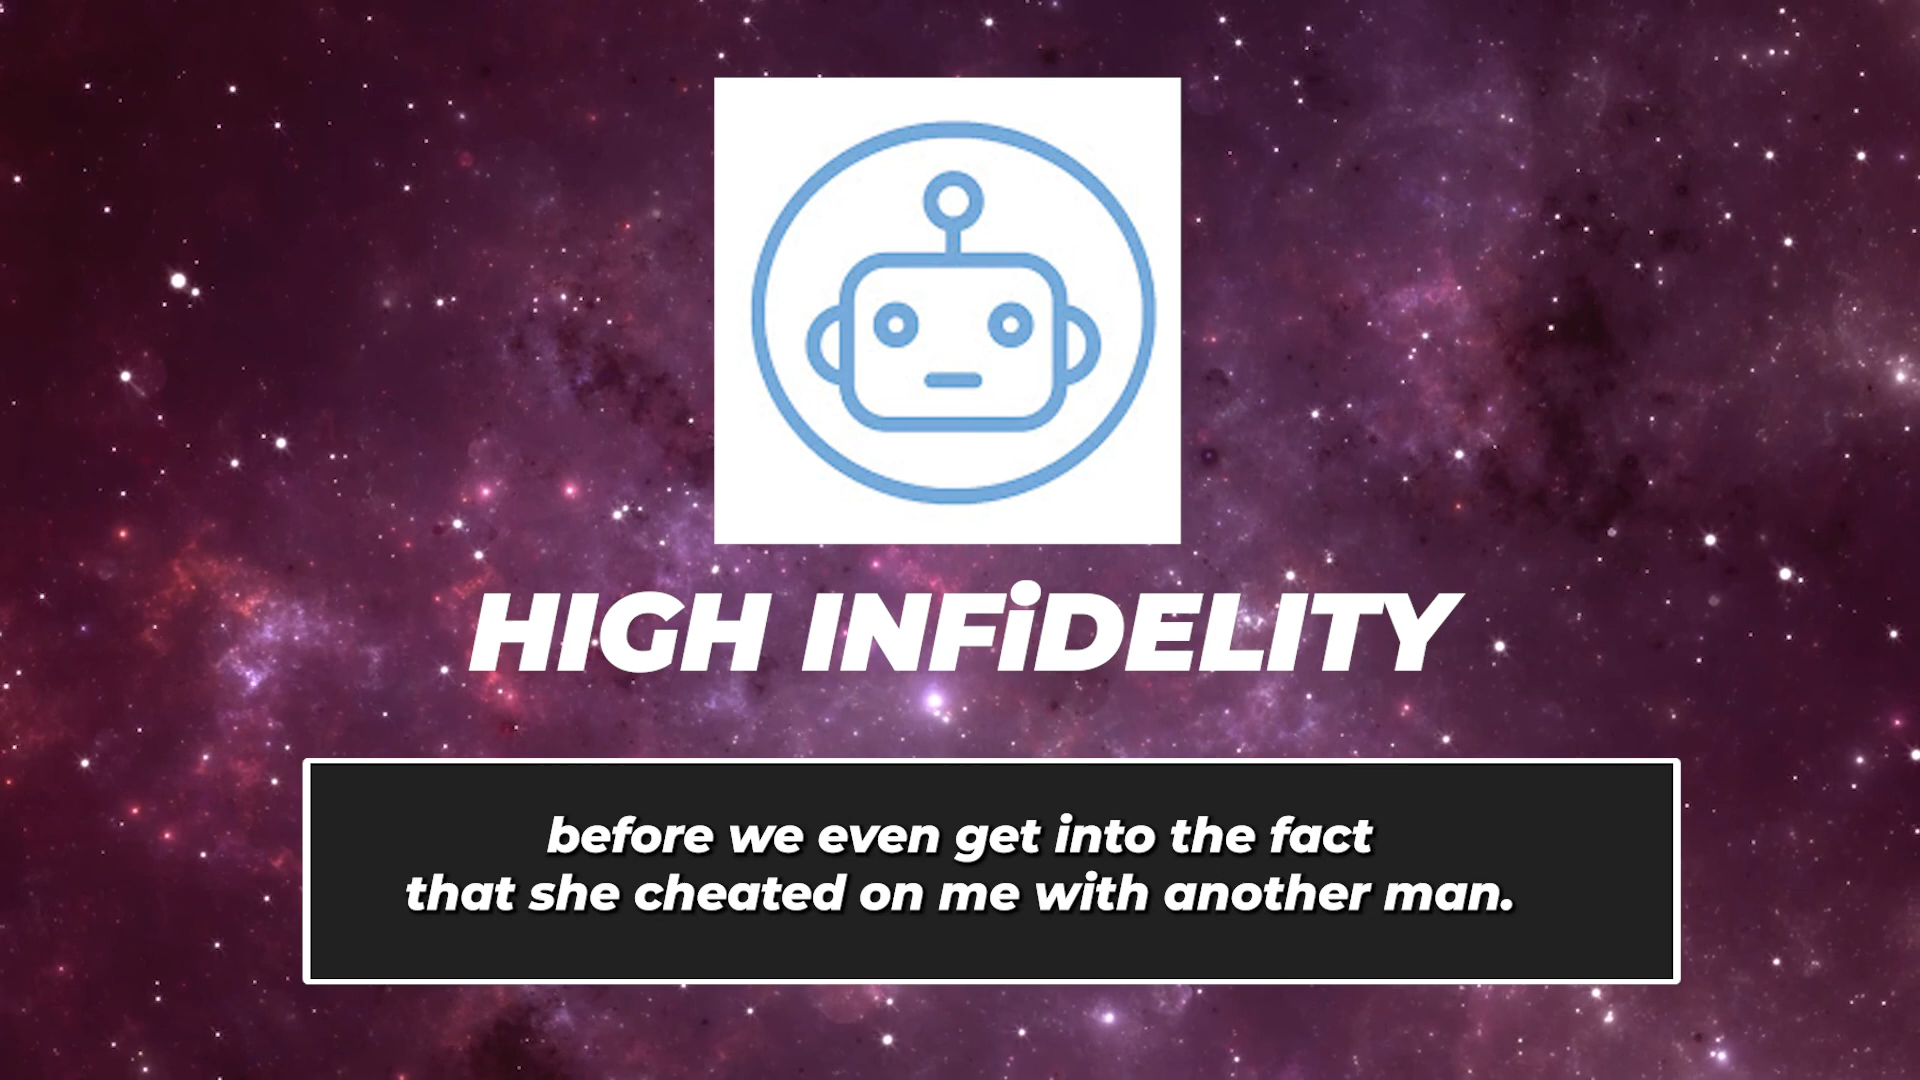 HIGH INFiDELITY
before we even get into the fact
that she cheated on me with another man.